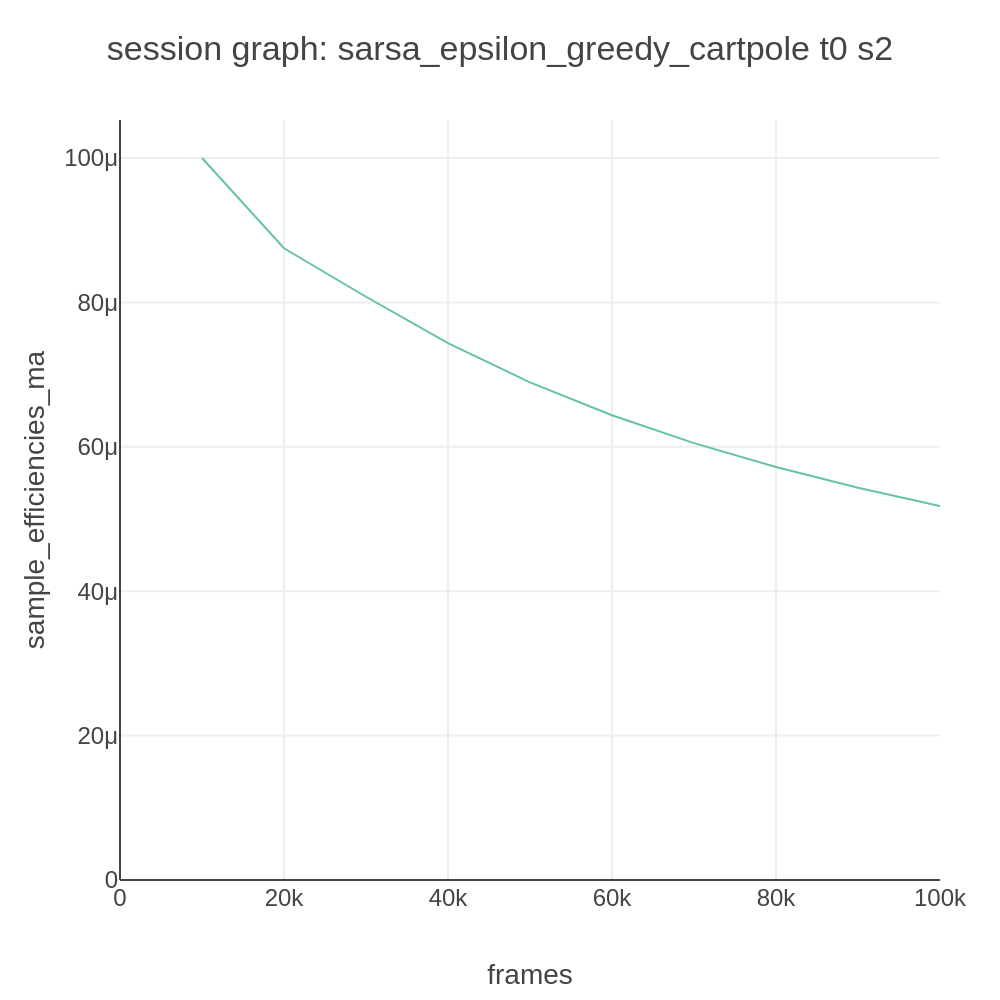 session graph: sarsa_epsilon_greedy_cartpole t0 s2
100μ
80μ
60μ
40μ
20μ
0
sample_efficiencies_ma
0 20k 40k 60k 80k 100k
frames